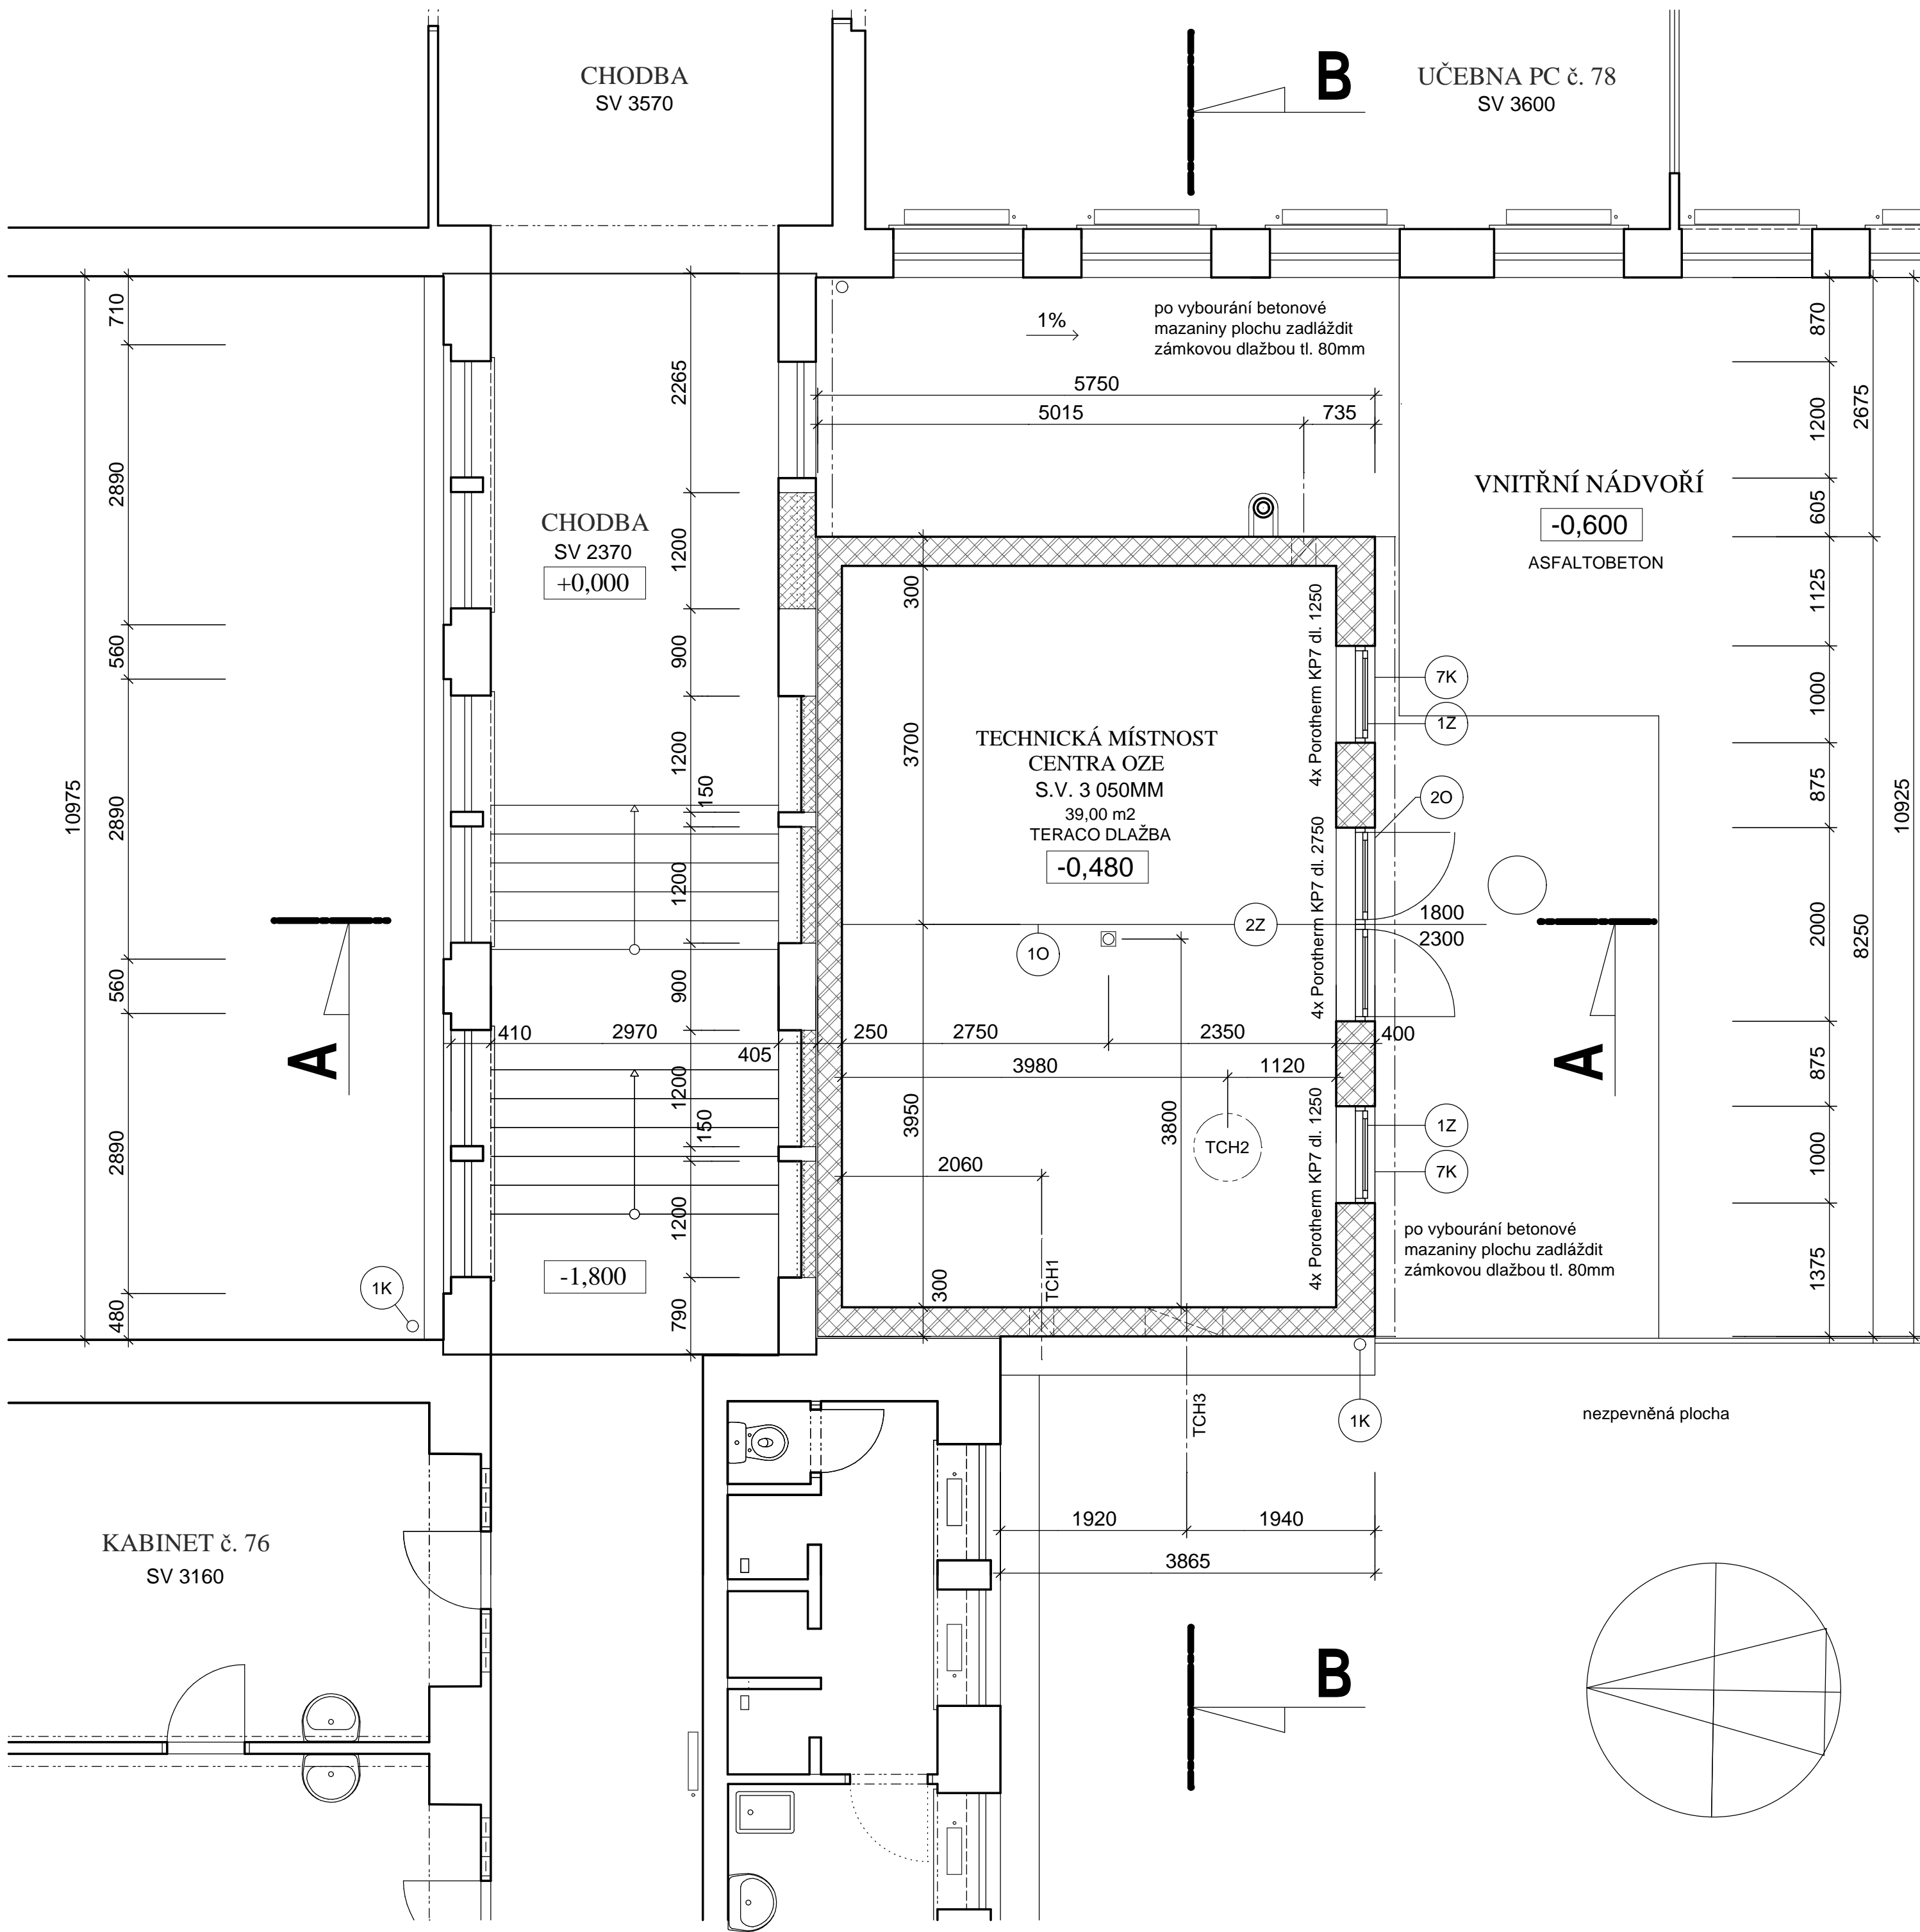 CHODBA
SV 3570
B
UČEBNA PC č. 78
SV 3600
710
2890
560
2890
560
2890
480
10975
2265
1200
900
1200
150
1200
900
1200
150
1200
790
CHODBA
SV 2370
+0,000
-1,800
1%
po vybourání betonové
mazaniny plochu zadláždit
zámkovou dlažbou tl. 80mm
5750
5015
735
VNITŘNÍ NÁDVOŘÍ
-0,600
ASFALTOBETON
870
1200
605
1125
1000
875
2000
875
1000
1375
2675
8250
10925
300
3700
3950
300
4x Porotherm KP7 dl. 1250
4x Porotherm KP7 dl. 2750
4x Porotherm KP7 dl. 1250
7K
1Z
2O
TECHNICKÁ MÍSTNOST
CENTRA OZE
S.V. 3 050MM
39,00 m2
TERACO DLAŽBA
-0,480
2Z
1O
1800
2300
A
A
410
2970
405
250
2750
2350
400
3980
1120
3800
TCH2
2060
TCH1
1Z
7K
po vybourání betonové
mazaniny plochu zadláždit
zámkovou dlažbou tl. 80mm
1K
TCH3
1K
nezpevněná plocha
1920
1940
3865
KABINET č. 76
SV 3160
B